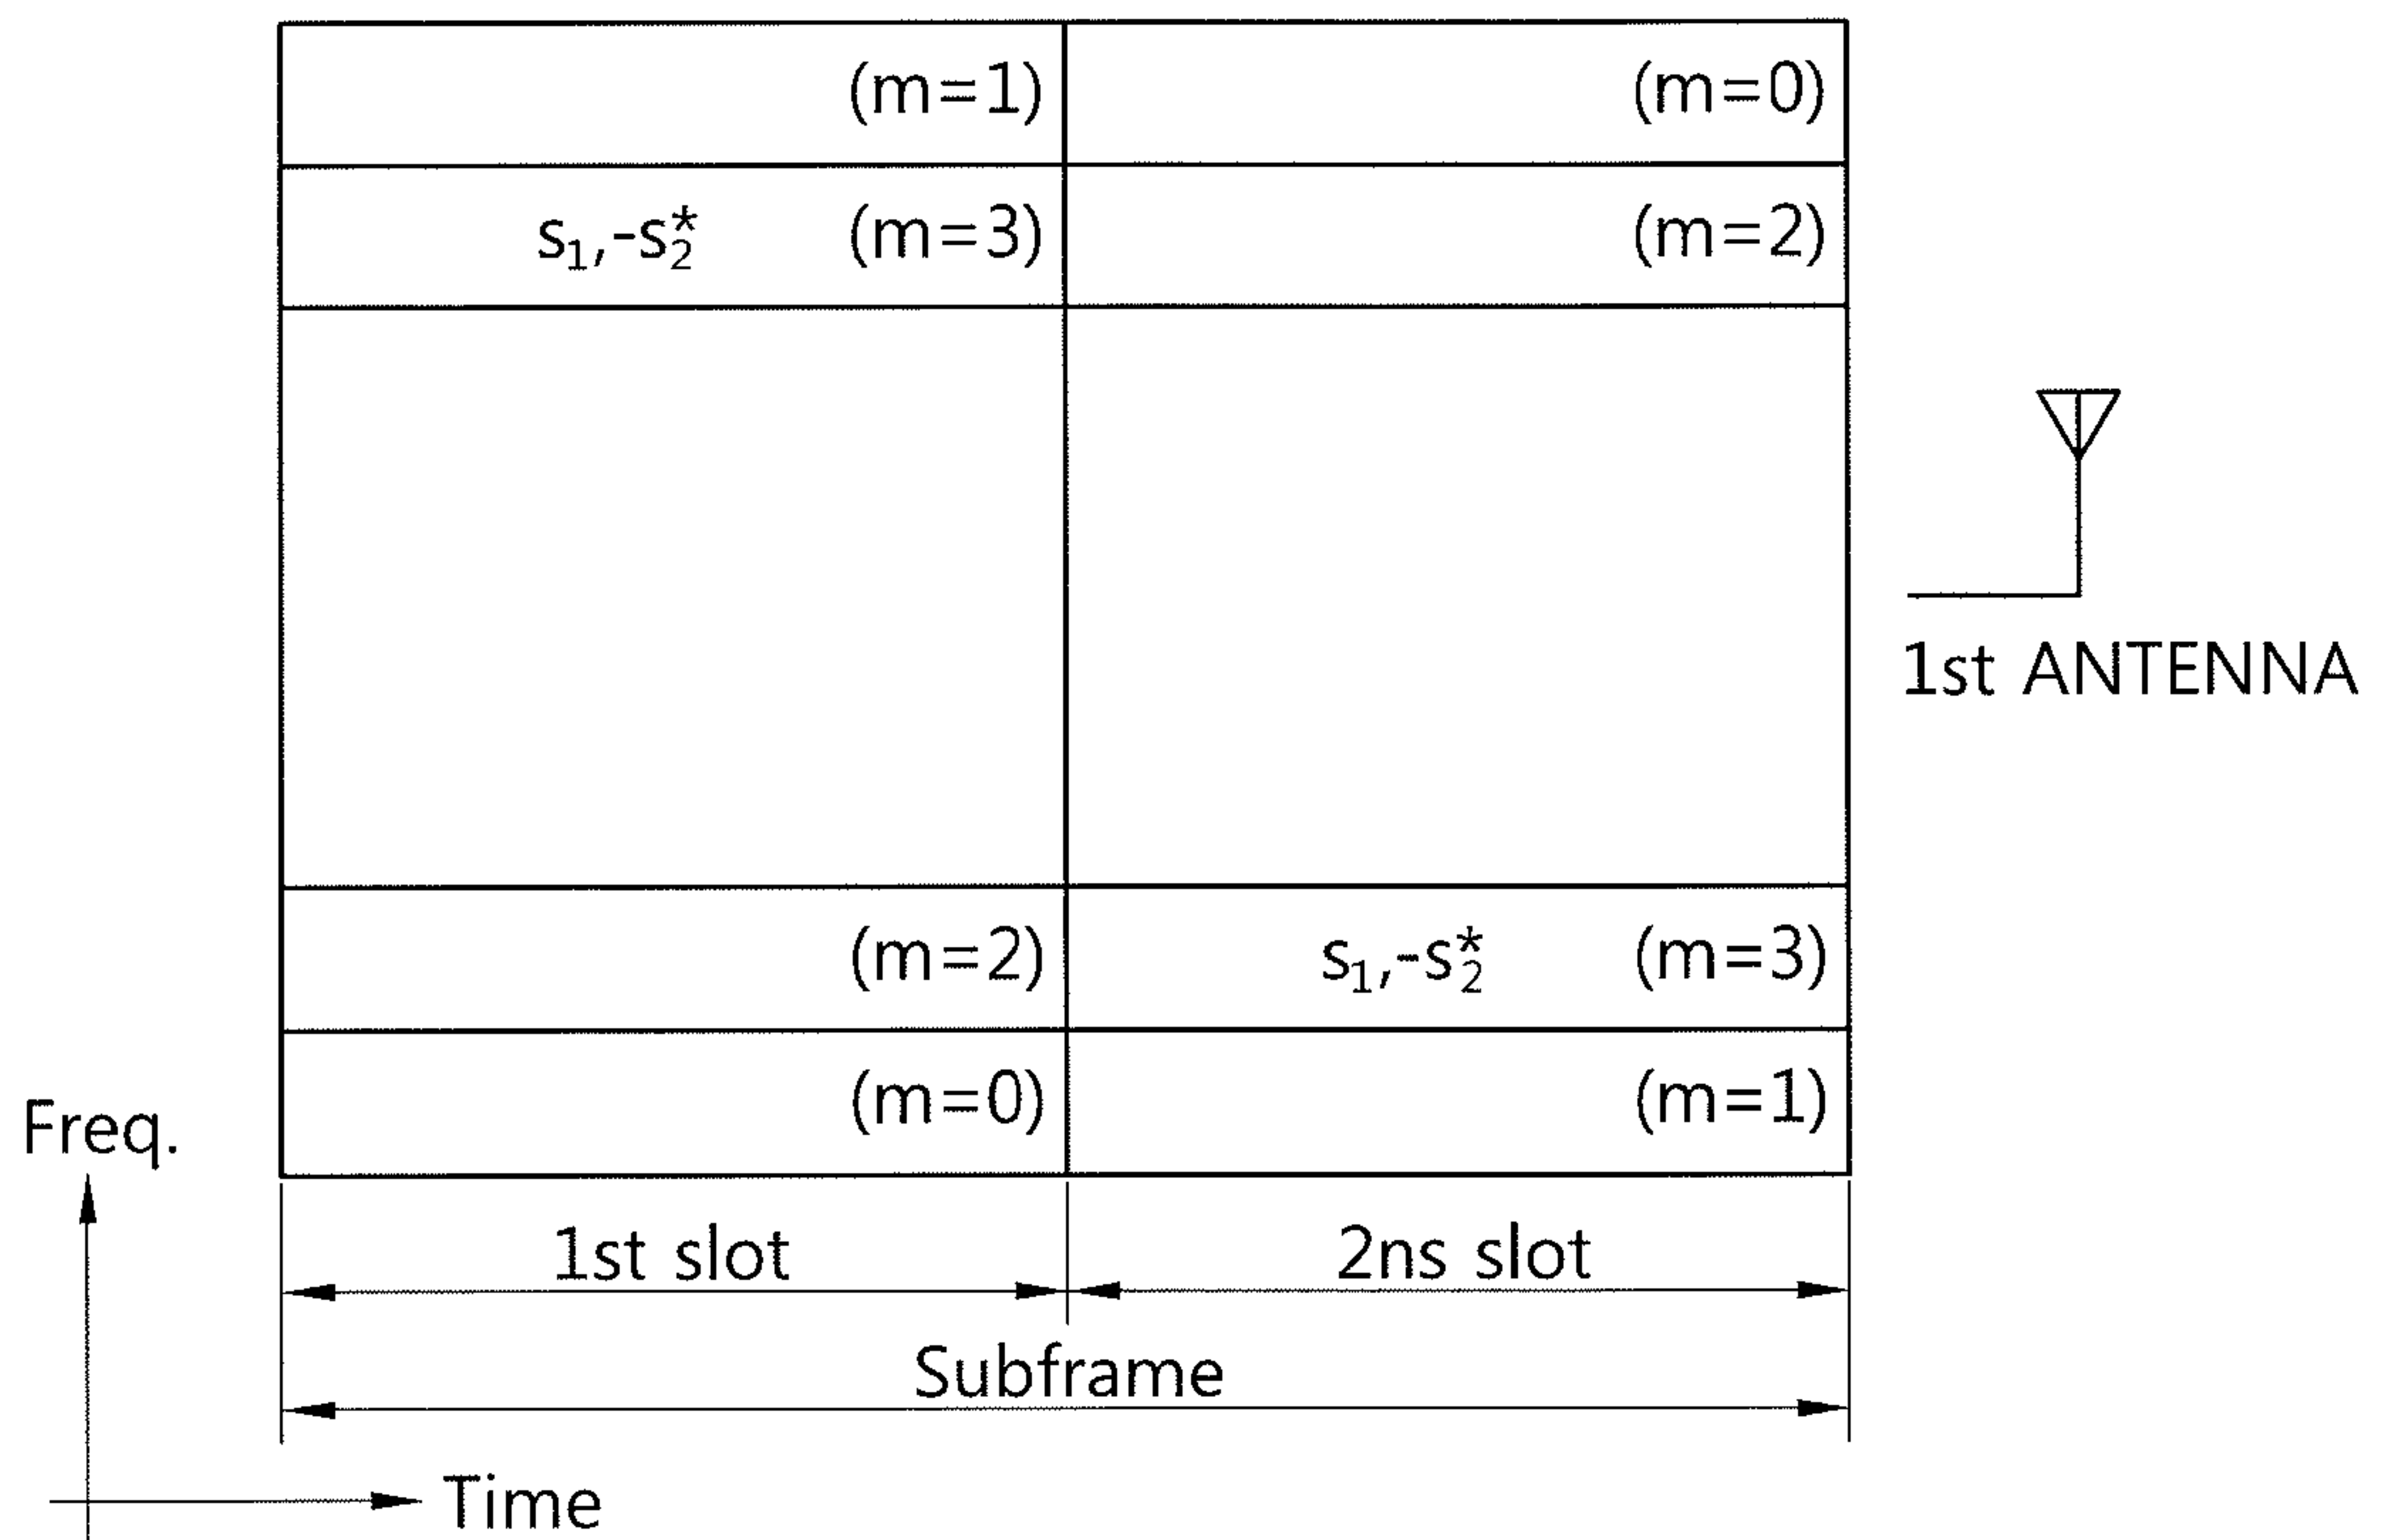 (m=1) (m=0)
s₁,-s₂* (m=3) (m=2)
1st ANTENNA
(m=2) s₁,-s₂* (m=3)
(m=0) (m=1)
Freq.
1st slot 2ns slot
Subframe
Time